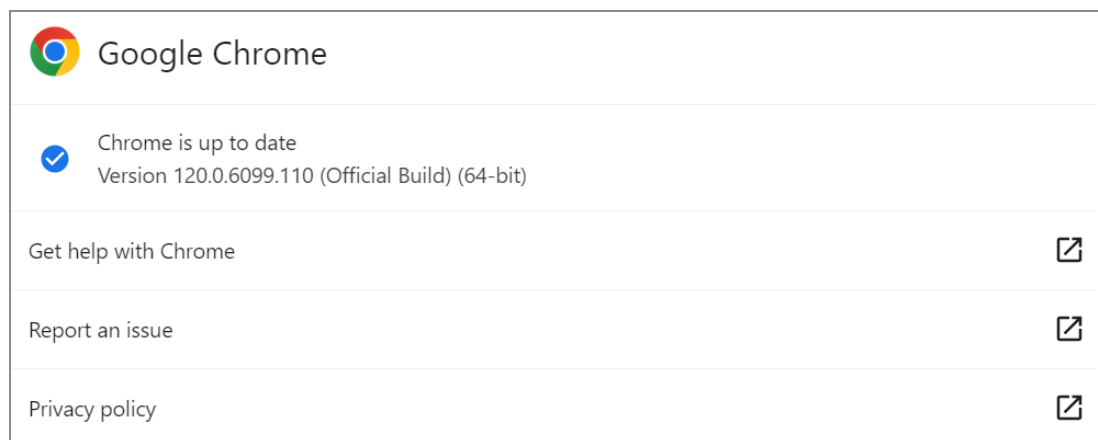 Google Chrome
Chrome is up to date
Version 120.0.6099.110 (Official Build) (64-bit)
Get help with Chrome
Report an issue
Privacy policy